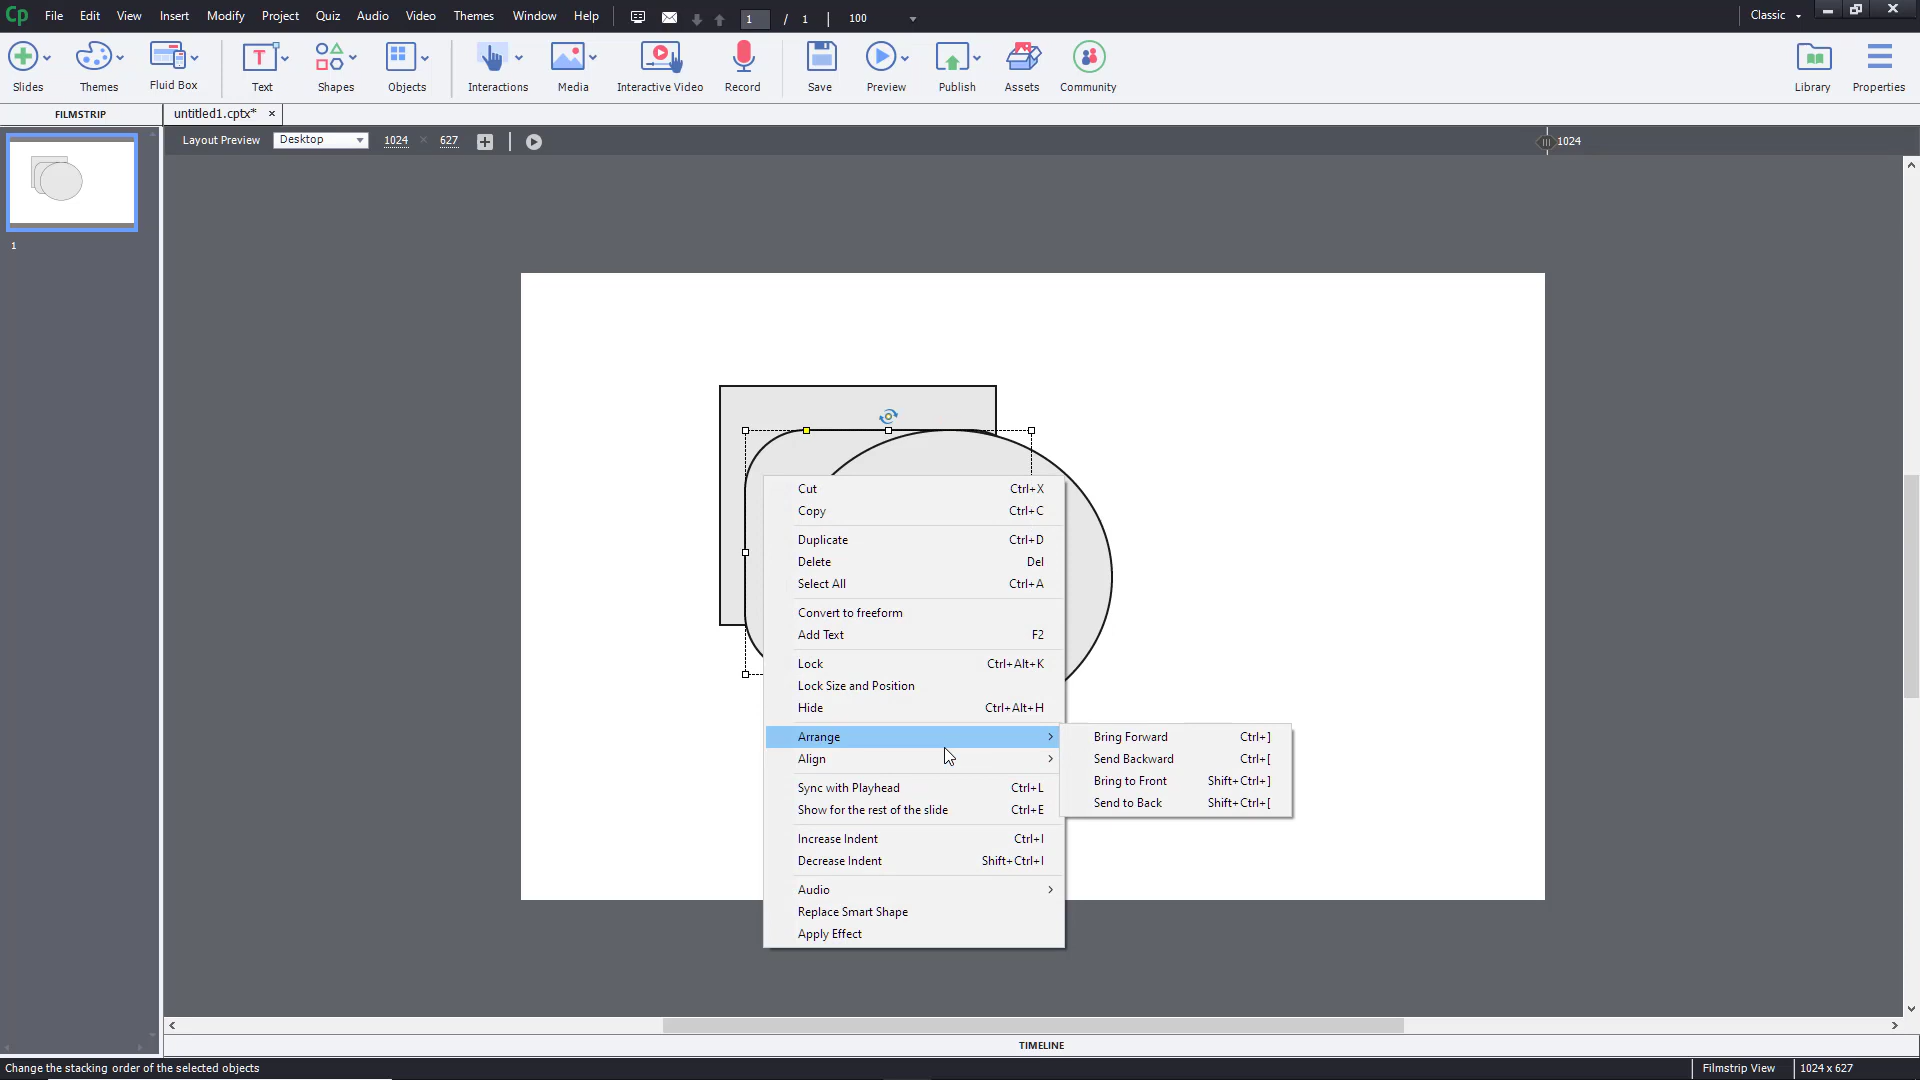 Cp File Edit View Insert Modify Project Quiz Audio Video Themes Window Help 1 / 1 100 Classic
Slides Themes Fluid Box Text Shapes Objects Interactions Media Interactive Video Record Save Preview Publish Assets Community Library Properties
FILMSTRIP untitled1.cptx* ×
Layout Preview Desktop 1024 × 627 1024
1
Cut Ctrl+X
Copy Ctrl+C
Duplicate Ctrl+D
Delete Del
Select All Ctrl+A
Convert to freeform
Add Text F2
Lock Ctrl+Alt+K
Lock Size and Position
Hide Ctrl+Alt+H
Arrange
Align
Sync with Playhead Ctrl+L
Show for the rest of the slide Ctrl+E
Increase Indent Ctrl+I
Decrease Indent Shift+Ctrl+I
Audio
Replace Smart Shape
Apply Effect
Bring Forward Ctrl+]
Send Backward Ctrl+[
Bring to Front Shift+Ctrl+]
Send to Back Shift+Ctrl+[
TIMELINE
Change the stacking order of the selected objects Filmstrip View 1024 x 627